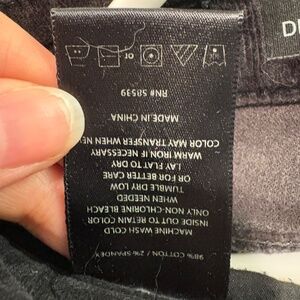 98% COTTON / 2% SPANDEX
MACHINE WASH COLD
INSIDE OUT TO RETAIN COLOR
ONLY NON-CHLORINE BLEACH
WHEN NEEDED
TUMBLE DRY LOW
OR FOR BETTER CARE
LAY FLAT TO DRY
WARM IRON IF NECESSARY
COLOR MAY TRANSFER WHEN NE
MADE IN CHINA
RN# 58539
or
D